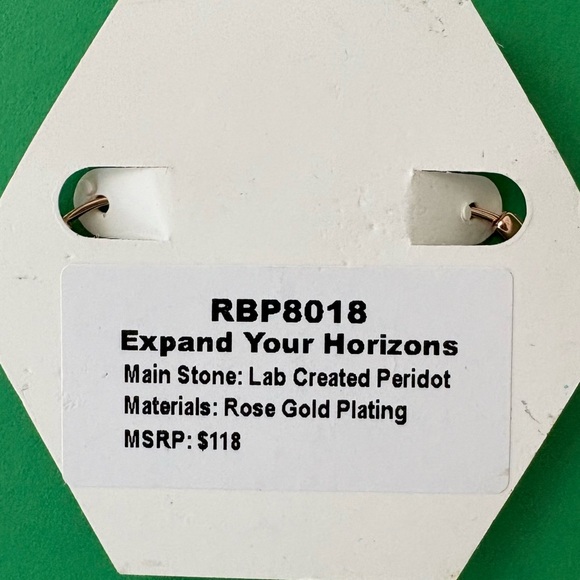 RBP8018
Expand Your Horizons
Main Stone: Lab Created Peridot
Materials: Rose Gold Plating
MSRP: $118